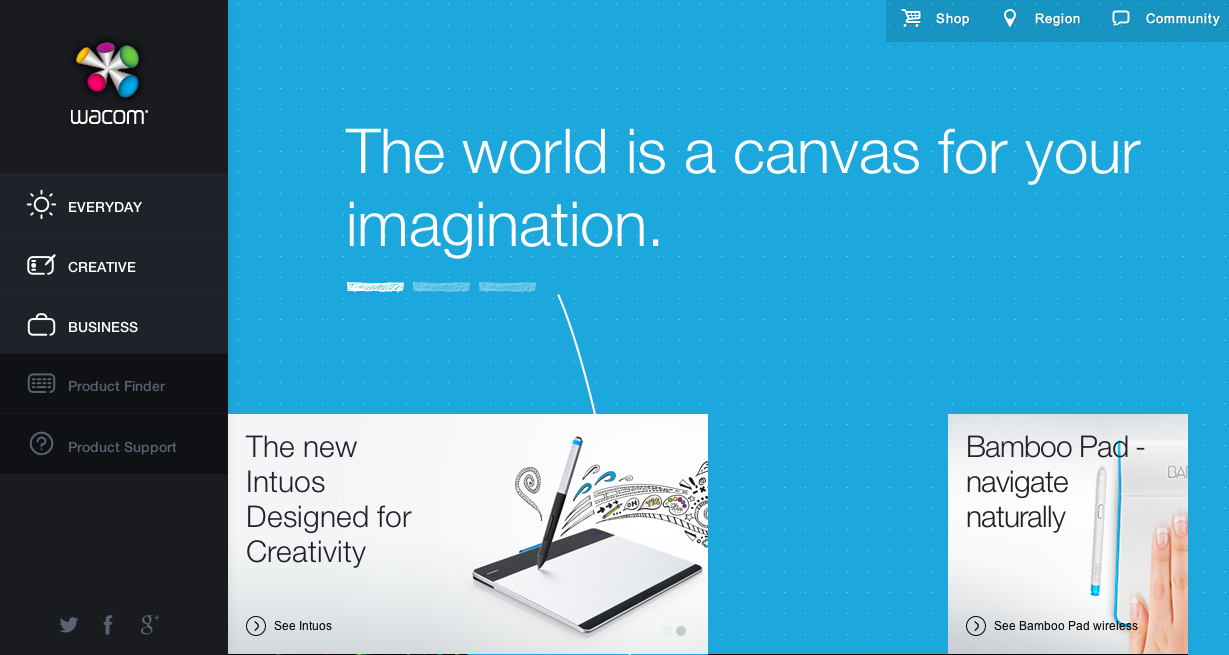 wacom
Shop
Region
Community
EVERYDAY
CREATIVE
BUSINESS
Product Finder
Product Support
The world is a canvas for your
imagination.
The new
Intuos
Designed for
Creativity
See Intuos
Bamboo Pad -
navigate
naturally
See Bamboo Pad wireless